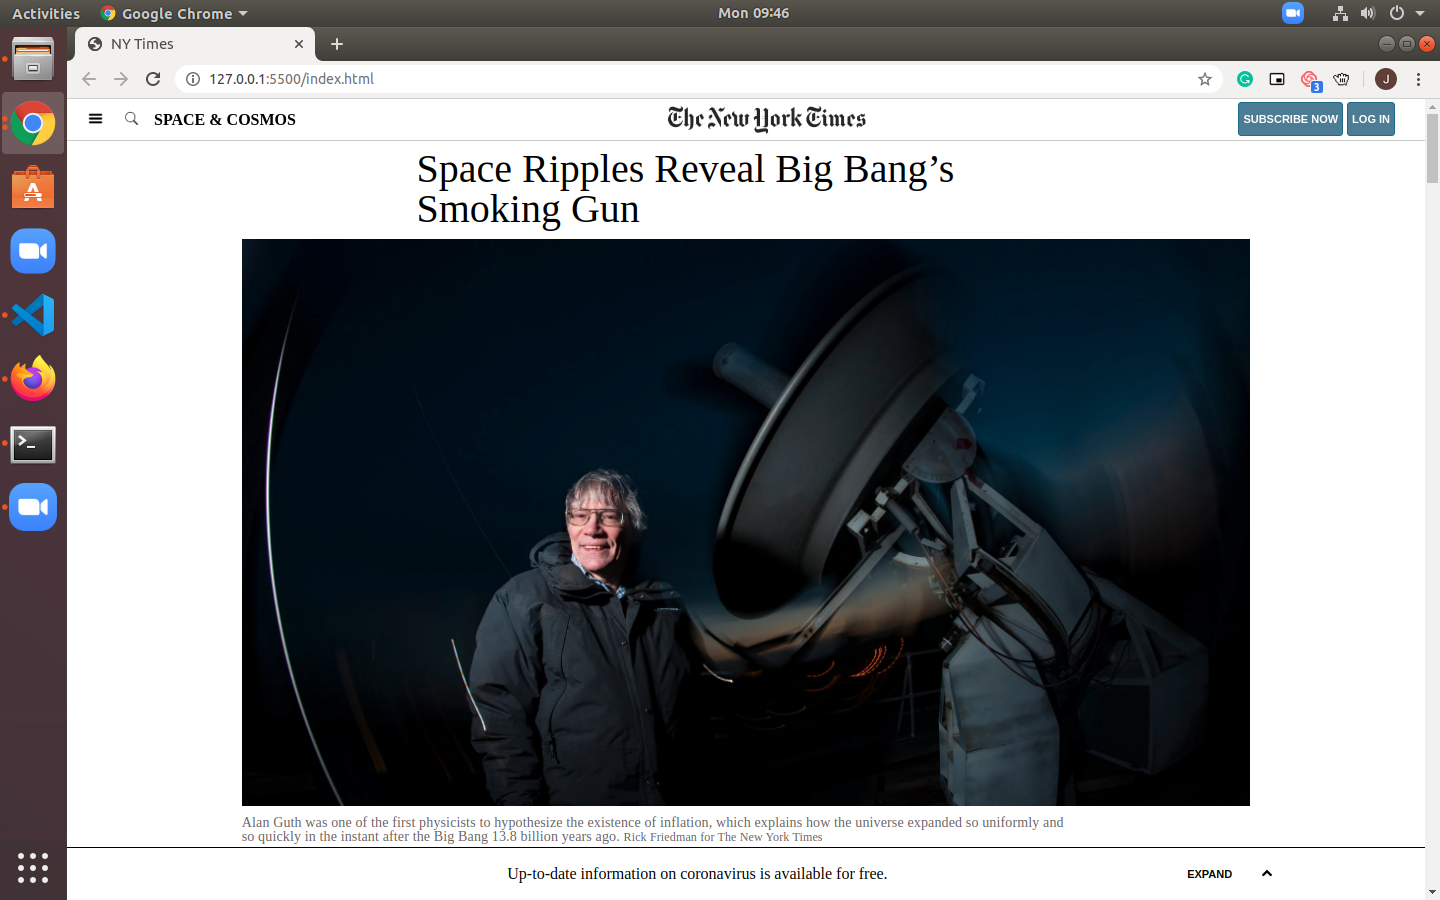 Activities
Google Chrome
Mon 09:46
NY Times
127.0.0.1:5500/index.html
3
J
SPACE & COSMOS
The New York Times
SUBSCRIBE NOW
LOG IN
Space Ripples Reveal Big Bang’s
Smoking Gun
Alan Guth was one of the first physicists to hypothesize the existence of inflation, which explains how the universe expanded so uniformly and
so quickly in the instant after the Big Bang 13.8 billion years ago. Rick Friedman for The New York Times
Up-to-date information on coronavirus is available for free.
EXPAND